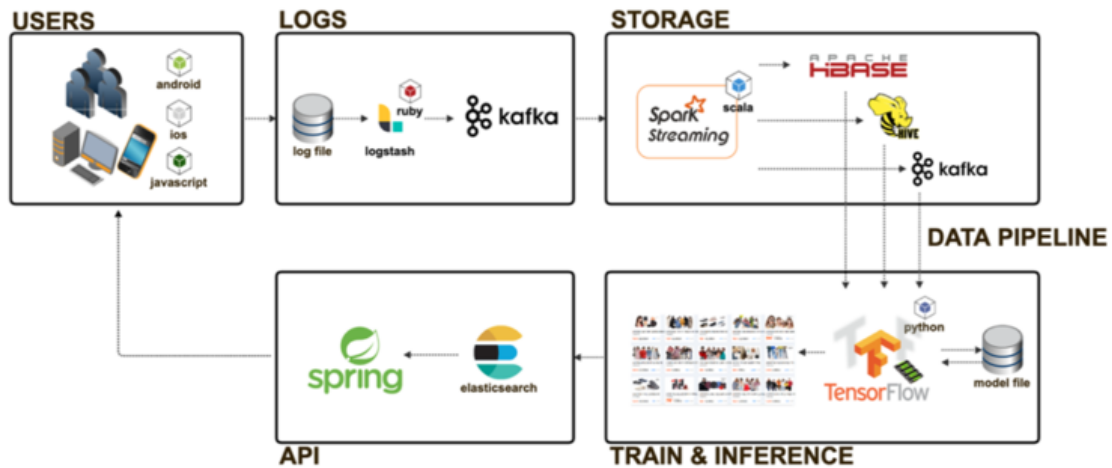 USERS
LOGS
STORAGE
android
ios
javascript
log file
ruby
logstash
kafka
Spark
Streaming
scala
APACHE
HBASE
HIVE
kafka
DATA PIPELINE
spring
elasticsearch
python
TensorFlow
model file
API
TRAIN & INFERENCE